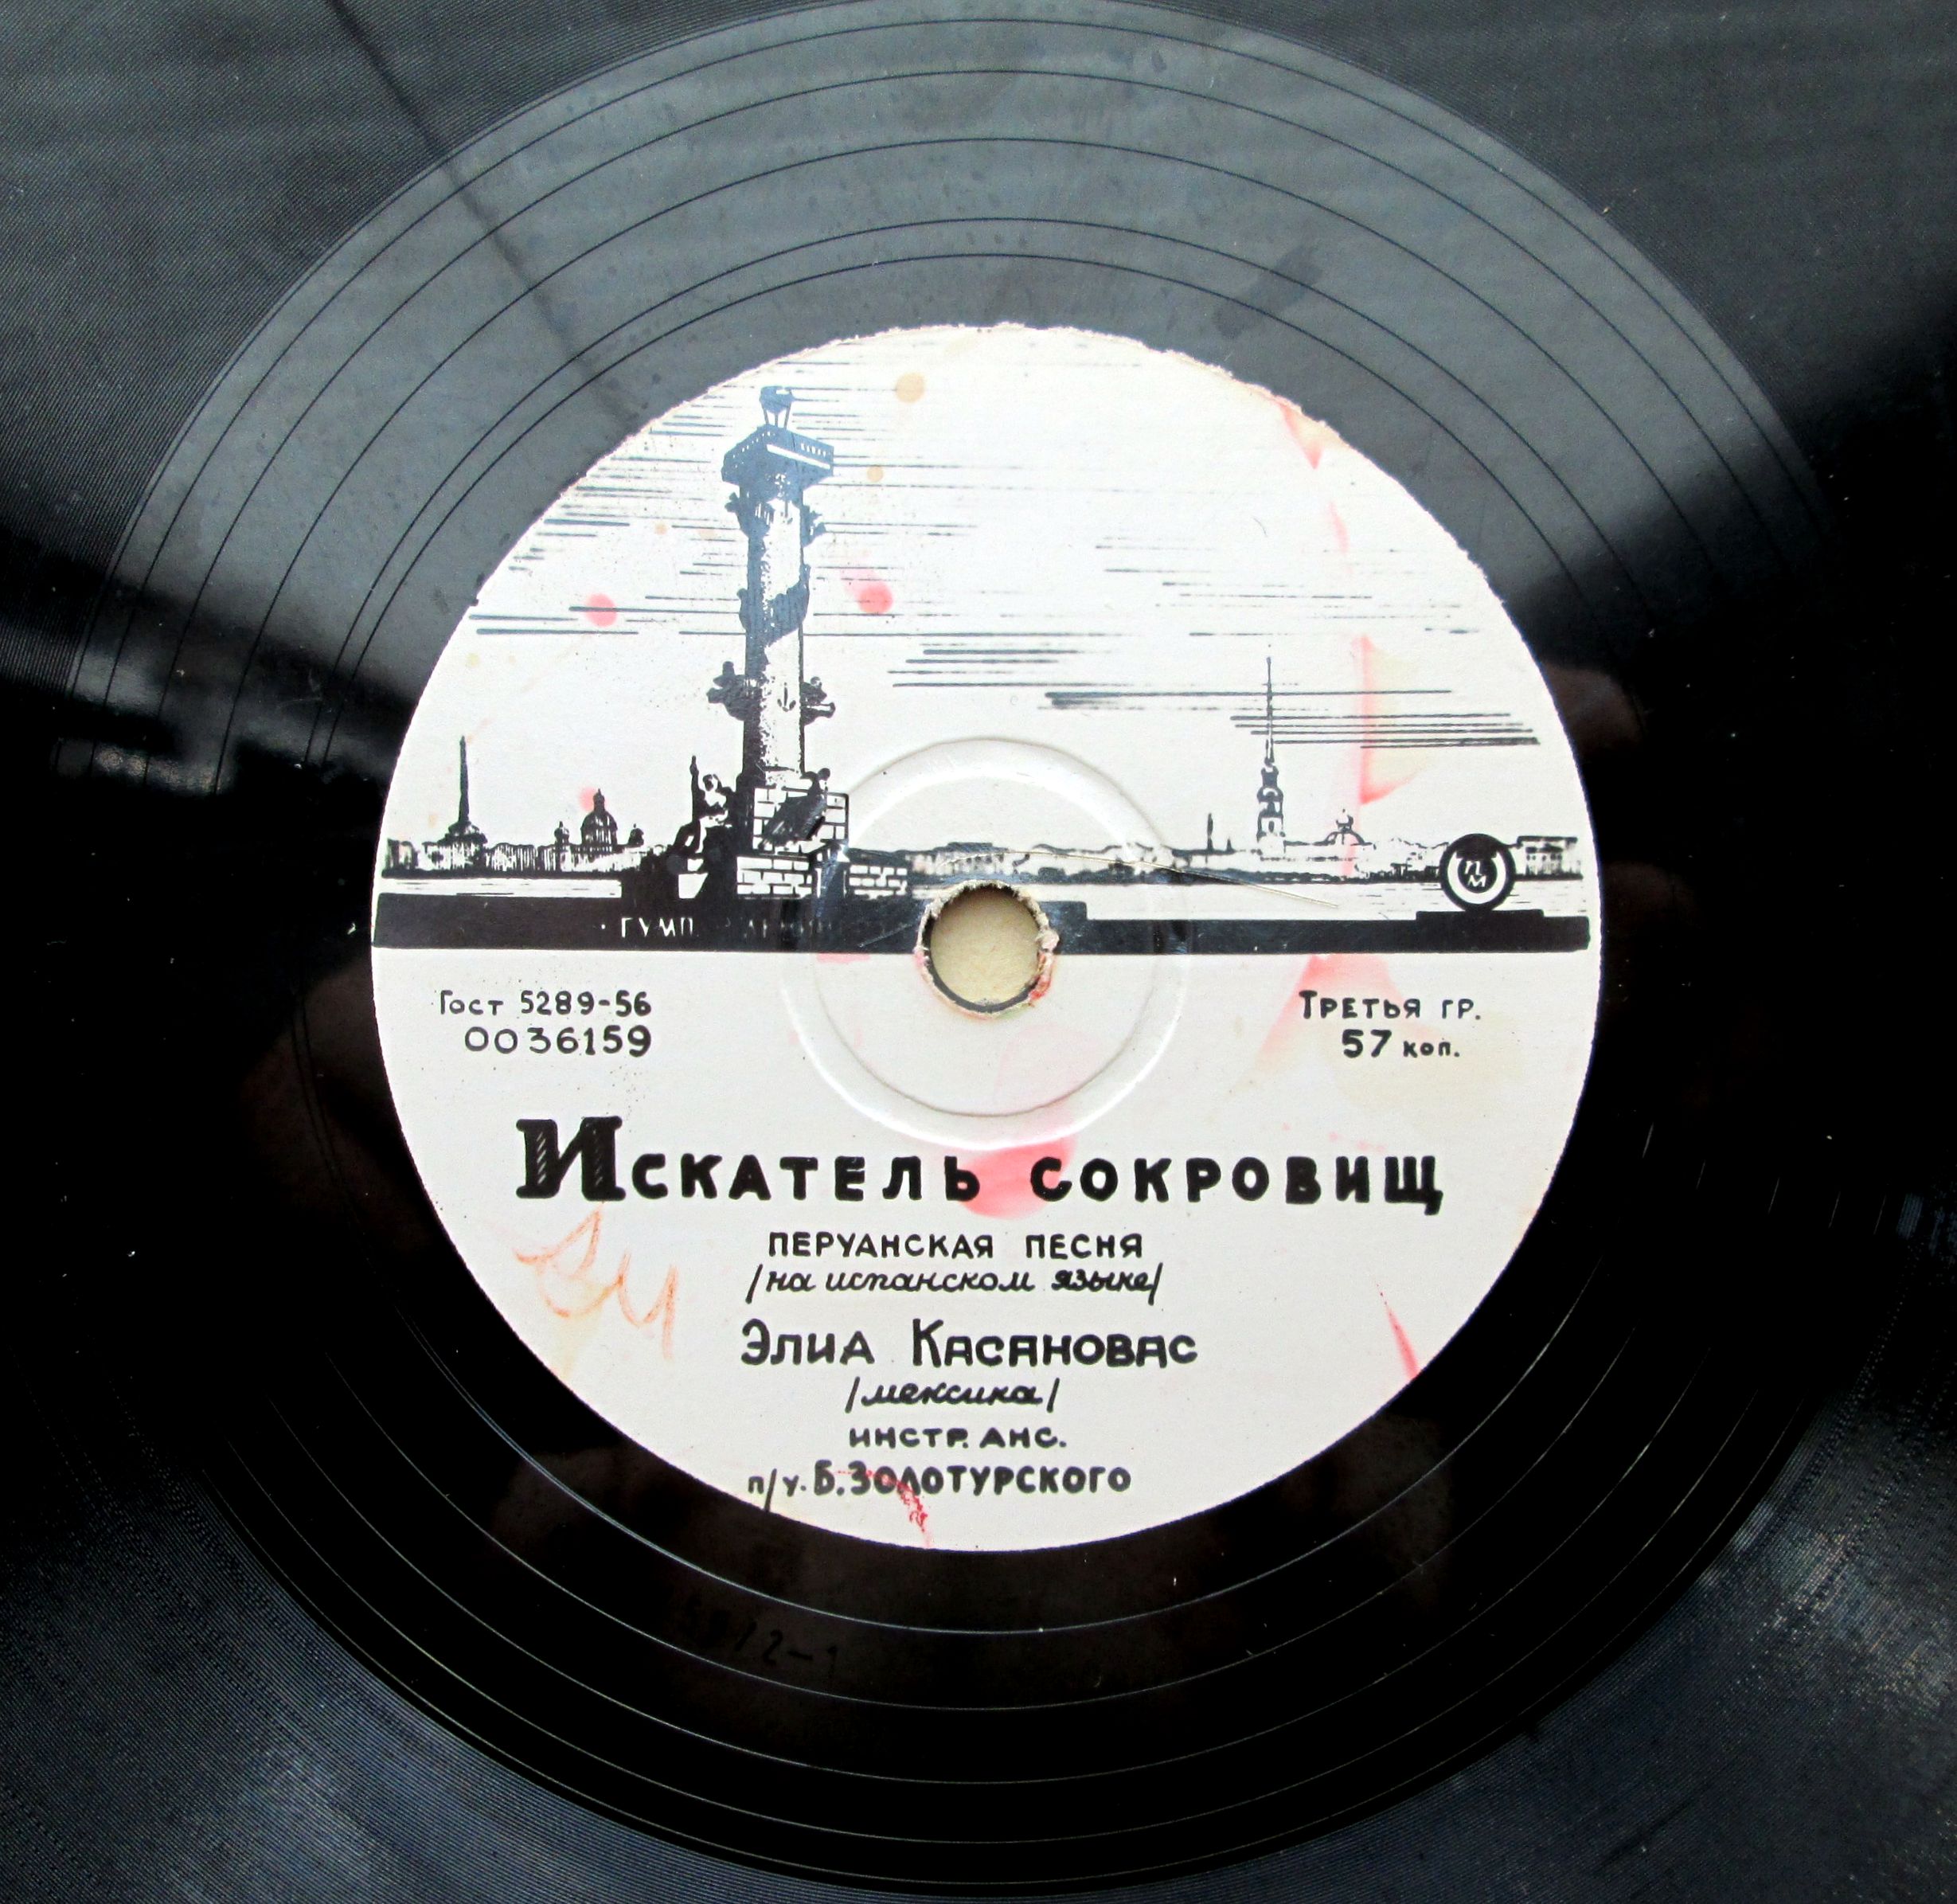 ПМ
Гост 5289-56
0036159
Третья гр.
57 коп.
Искатель сокровищ
перуанская песня
/на испанском языке/
Элиа Касановас
/мексика/
инстр. анс.
п/у. Б. Золотурского